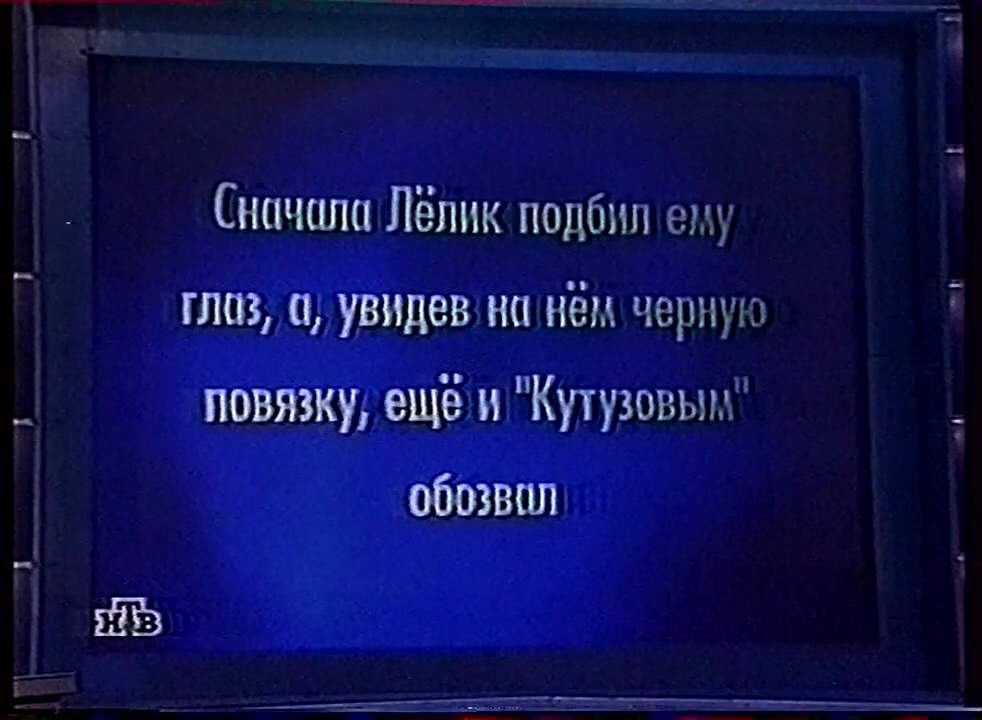 Сначала Лёлик подбил ему
глаз, а, увидев на нём черную
повязку, ещё и "Кутузовым"
обозвал
НТВ